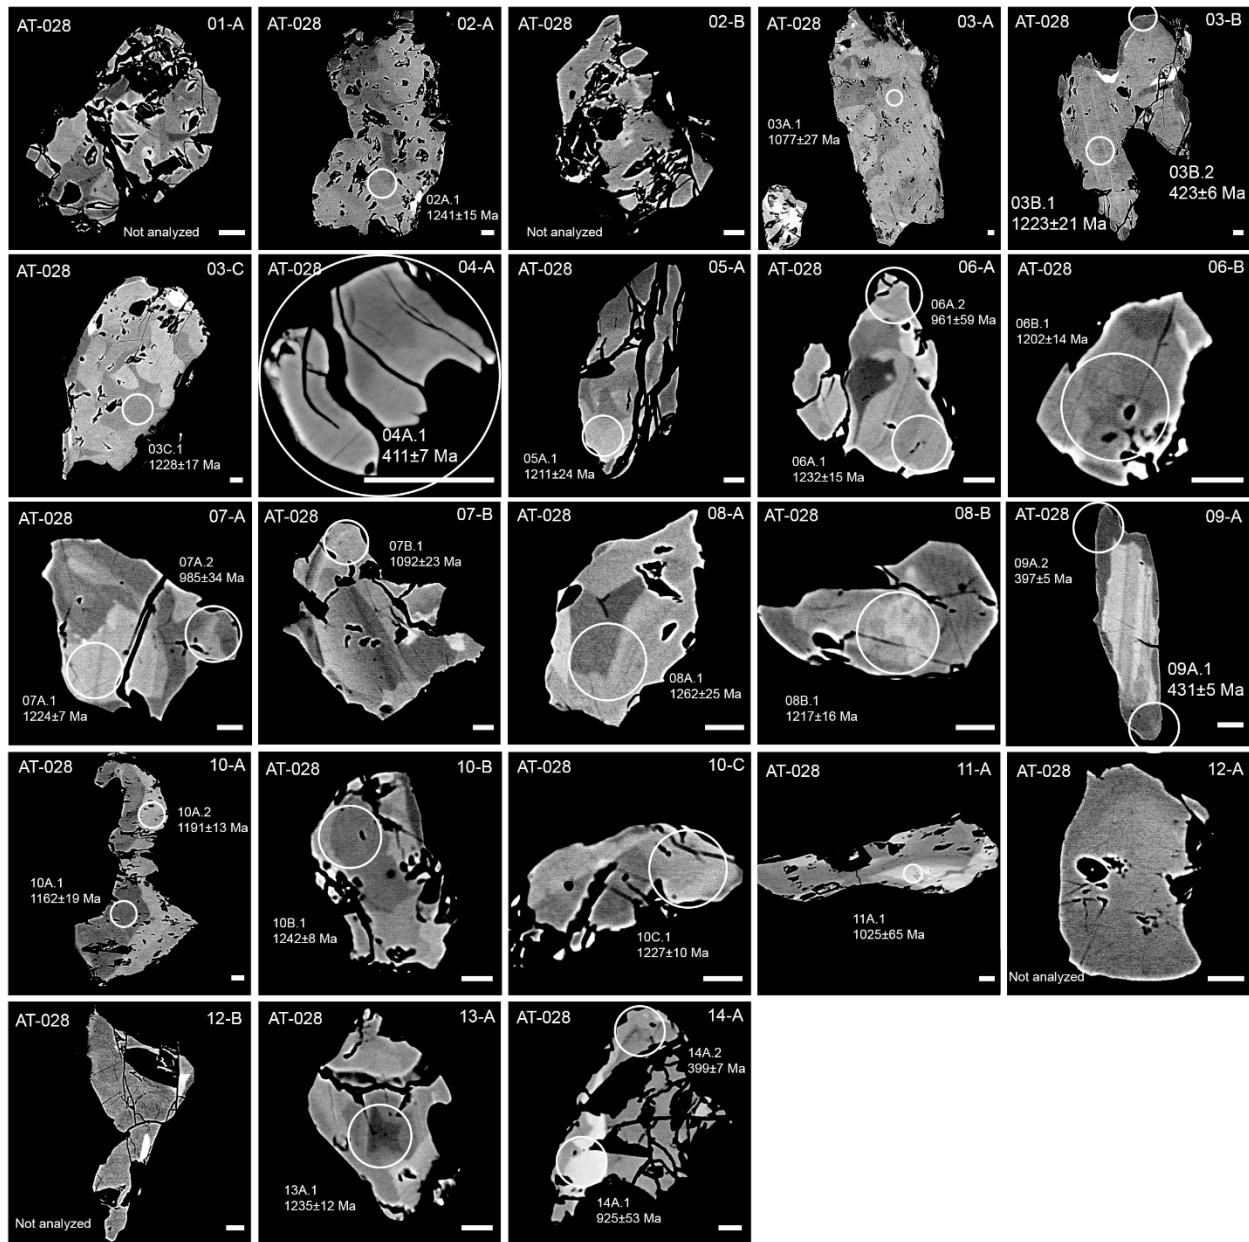 AT-028 01-A
Not analyzed
AT-028 02-A
02A.1
1241±15 Ma
AT-028 02-B
Not analyzed
AT-028 03-A
03A.1
1077±27 Ma
AT-028 03-B
03B.2
423±6 Ma
03B.1
1223±21 Ma
AT-028 03-C
03C.1
1228±17 Ma
AT-028 04-A
04A.1
411±7 Ma
AT-028 05-A
05A.1
1211±24 Ma
AT-028 06-A
06A.2
961±59 Ma
06A.1
1232±15 Ma
AT-028 06-B
06B.1
1202±14 Ma
AT-028 07-A
07A.2
985±34 Ma
07A.1
1224±7 Ma
AT-028 07-B
07B.1
1092±23 Ma
AT-028 08-A
08A.1
1262±25 Ma
AT-028 08-B
08B.1
1217±16 Ma
AT-028 09-A
09A.2
397±5 Ma
09A.1
431±5 Ma
AT-028 10-A
10A.2
1191±13 Ma
10A.1
1162±19 Ma
AT-028 10-B
10B.1
1242±8 Ma
AT-028 10-C
10C.1
1227±10 Ma
AT-028 11-A
11A.1
1025±65 Ma
AT-028 12-A
Not analyzed
AT-028 12-B
Not analyzed
AT-028 13-A
13A.1
1235±12 Ma
AT-028 14-A
14A.2
399±7 Ma
14A.1
925±53 Ma